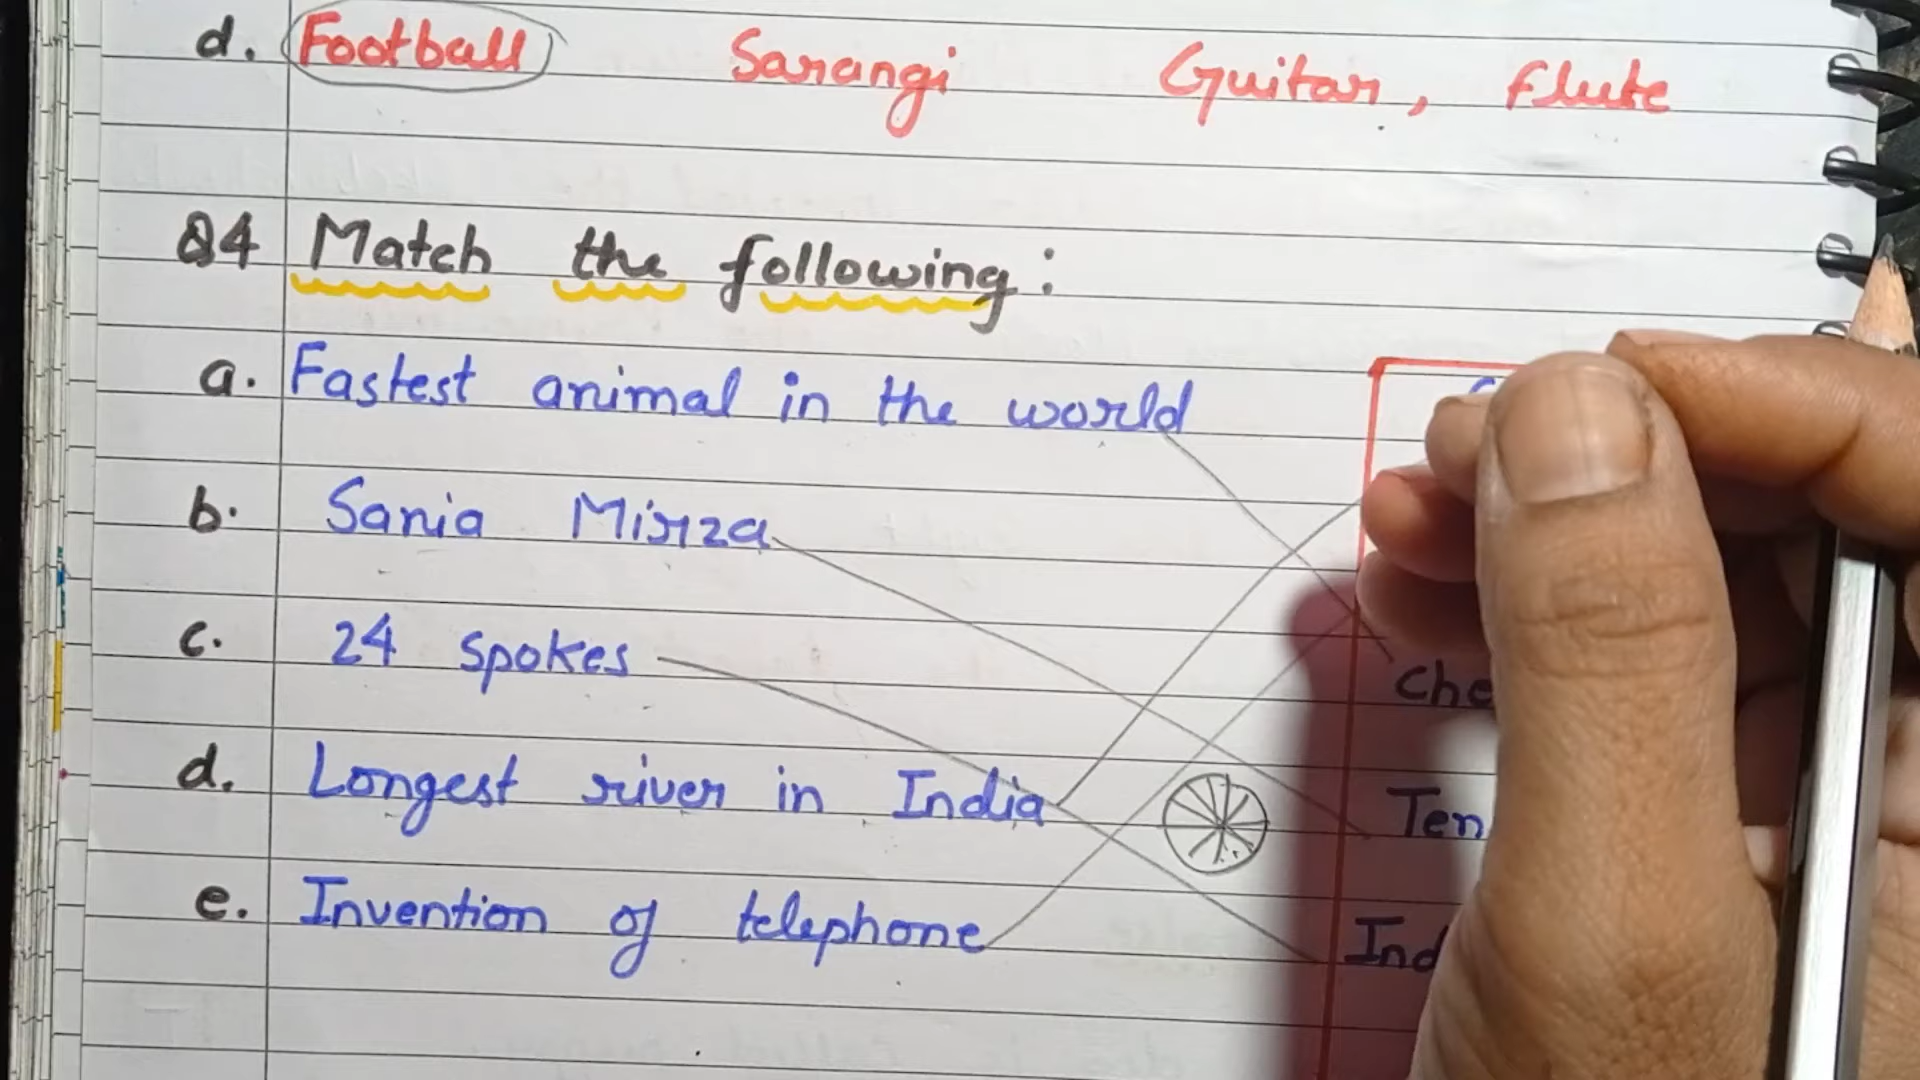 d. Football Sarangi Guitar, flute
Q4 Match the following:
a. Fastest animal in the world
b. Sania Mirza
c. 24 spokes
Che
d. Longest river in India
Ten
e. Invention of telephone
Ind